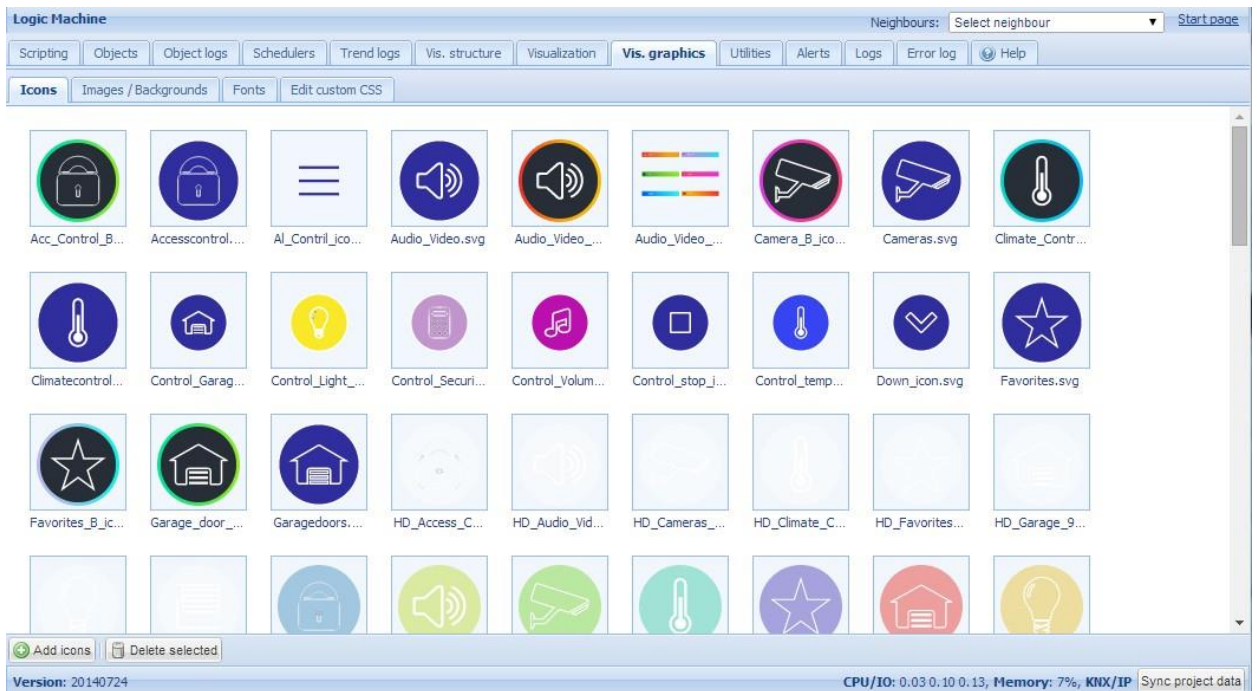 Logic Machine Neighbours: Select neighbour Start page
Scripting Objects Object logs Schedulers Trend logs Vis. structure Visualization Vis. graphics Utilities Alerts Logs Error log Help
Icons Images / Backgrounds Fonts Edit custom CSS
Acc_Control_B... Accesscontrol.... Al_Contril_ico... Audio_Video.svg Audio_Video_... Audio_Video_... Camera_B_ico... Cameras.svg Climate_Contr...
Climatecontrol... Control_Garag... Control_Light_... Control_Securi... Control_Volum... Control_stop_i... Control_temp... Down_icon.svg Favorites.svg
Favorites_B_ic... Garage_door_... Garagedoors.... HD_Access_C... HD_Audio_Vid... HD_Cameras_... HD_Climate_C... HD_Favorites... HD_Garage_9...
Add icons Delete selected
Version: 20140724 CPU/IO: 0.03 0.10 0.13, Memory: 7%, KNX/IP Sync project data